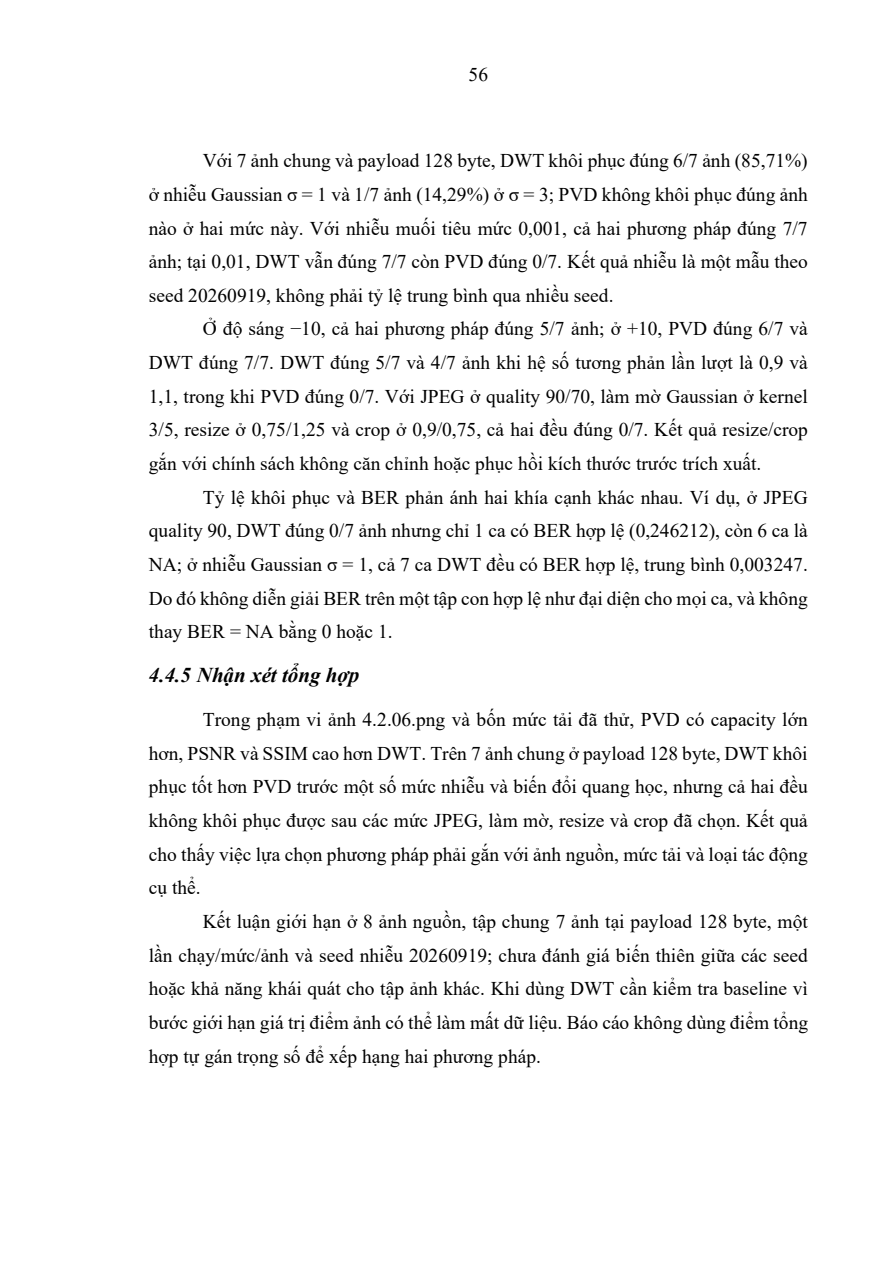 56
Với 7 ảnh chung và payload 128 byte, DWT khôi phục đúng 6/7 ảnh (85,71%)
ở nhiễu Gaussian σ = 1 và 1/7 ảnh (14,29%) ở σ = 3; PVD không khôi phục đúng ảnh
nào ở hai mức này. Với nhiễu muối tiêu mức 0,001, cả hai phương pháp đúng 7/7
ảnh; tại 0,01, DWT vẫn đúng 7/7 còn PVD đúng 0/7. Kết quả nhiễu là một mẫu theo
seed 20260919, không phải tỷ lệ trung bình qua nhiều seed.
Ở độ sáng −10, cả hai phương pháp đúng 5/7 ảnh; ở +10, PVD đúng 6/7 và
DWT đúng 7/7. DWT đúng 5/7 và 4/7 ảnh khi hệ số tương phản lần lượt là 0,9 và
1,1, trong khi PVD đúng 0/7. Với JPEG ở quality 90/70, làm mờ Gaussian ở kernel
3/5, resize ở 0,75/1,25 và crop ở 0,9/0,75, cả hai đều đúng 0/7. Kết quả resize/crop
gắn với chính sách không căn chỉnh hoặc phục hồi kích thước trước trích xuất.
Tỷ lệ khôi phục và BER phản ánh hai khía cạnh khác nhau. Ví dụ, ở JPEG
quality 90, DWT đúng 0/7 ảnh nhưng chỉ 1 ca có BER hợp lệ (0,246212), còn 6 ca là
NA; ở nhiễu Gaussian σ = 1, cả 7 ca DWT đều có BER hợp lệ, trung bình 0,003247.
Do đó không diễn giải BER trên một tập con hợp lệ như đại diện cho mọi ca, và không
thay BER = NA bằng 0 hoặc 1.
4.4.5 Nhận xét tổng hợp
Trong phạm vi ảnh 4.2.06.png và bốn mức tải đã thử, PVD có capacity lớn
hơn, PSNR và SSIM cao hơn DWT. Trên 7 ảnh chung ở payload 128 byte, DWT khôi
phục tốt hơn PVD trước một số mức nhiễu và biến đổi quang học, nhưng cả hai đều
không khôi phục được sau các mức JPEG, làm mờ, resize và crop đã chọn. Kết quả
cho thấy việc lựa chọn phương pháp phải gắn với ảnh nguồn, mức tải và loại tác động
cụ thể.
Kết luận giới hạn ở 8 ảnh nguồn, tập chung 7 ảnh tại payload 128 byte, một
lần chạy/mức/ảnh và seed nhiễu 20260919; chưa đánh giá biến thiên giữa các seed
hoặc khả năng khái quát cho tập ảnh khác. Khi dùng DWT cần kiểm tra baseline vì
bước giới hạn giá trị điểm ảnh có thể làm mất dữ liệu. Báo cáo không dùng điểm tổng
hợp tự gán trọng số để xếp hạng hai phương pháp.